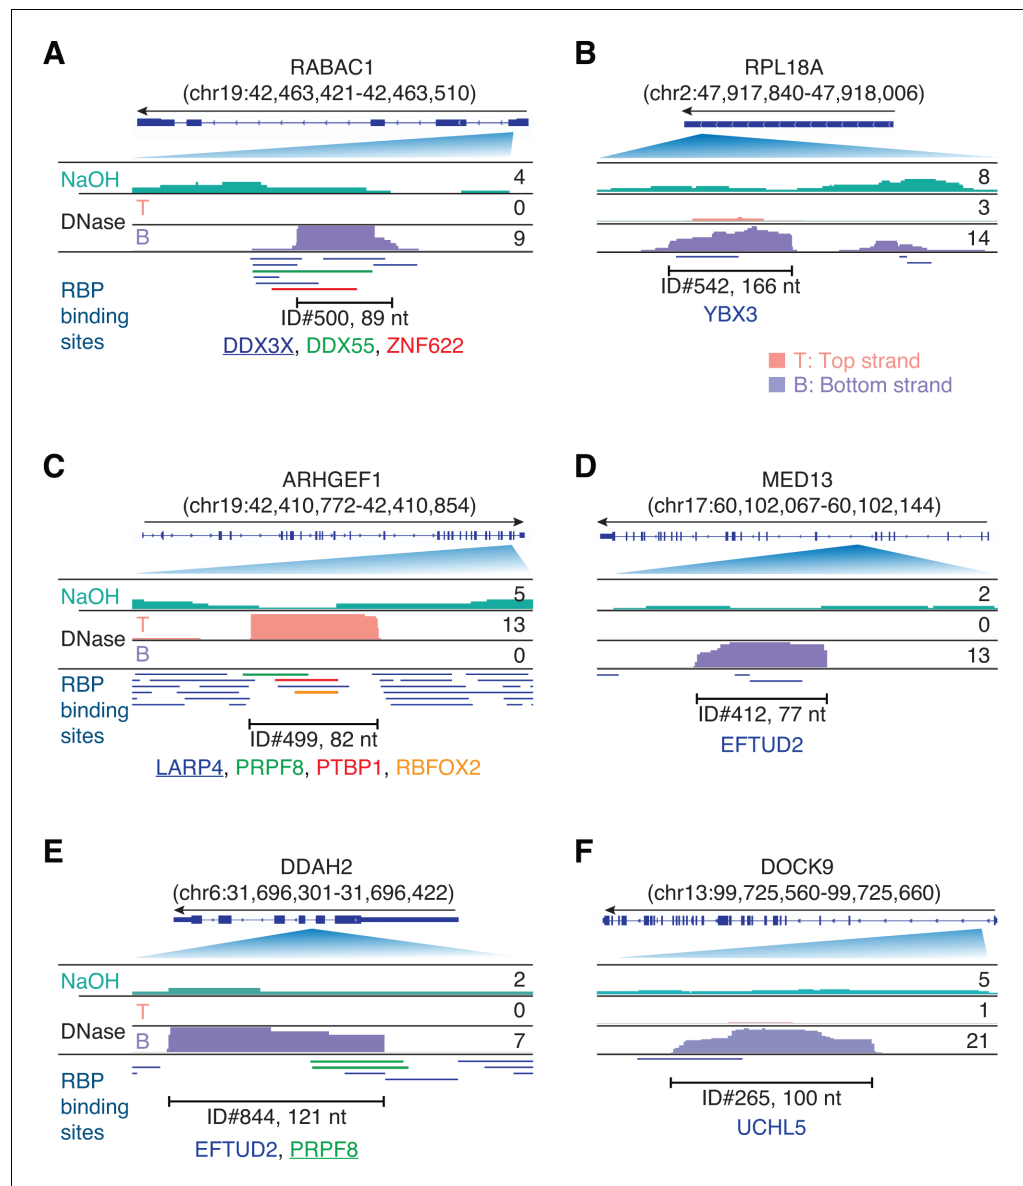 A
RABAC1
(chr19:42,463,421-42,463,510)
NaOH
4
DNase
T
0
B
9
RBP
binding
sites
ID#500, 89 nt
DDX3X, DDX55, ZNF622
B
RPL18A
(chr2:47,917,840-47,918,006)
8
3
14
ID#542, 166 nt
YBX3
T: Top strand
B: Bottom strand
C
ARHGEF1
(chr19:42,410,772-42,410,854)
NaOH
5
DNase
T
13
B
0
RBP
binding
sites
ID#499, 82 nt
LARP4, PRPF8, PTBP1, RBFOX2
D
MED13
(chr17:60,102,067-60,102,144)
2
0
13
ID#412, 77 nt
EFTUD2
E
DDAH2
(chr6:31,696,301-31,696,422)
NaOH
2
DNase
T
0
B
7
RBP
binding
sites
ID#844, 121 nt
EFTUD2, PRPF8
F
DOCK9
(chr13:99,725,560-99,725,660)
5
1
21
ID#265, 100 nt
UCHL5